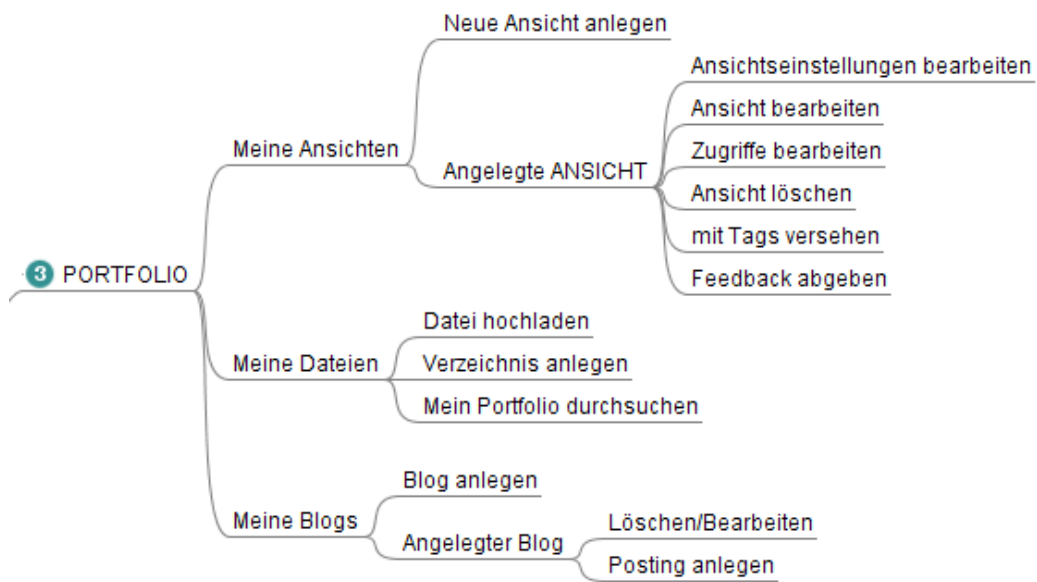 3 PORTFOLIO
Meine Ansichten
Neue Ansicht anlegen
Angelegte ANSICHT
Ansichtseinstellungen bearbeiten
Ansicht bearbeiten
Zugriffe bearbeiten
Ansicht löschen
mit Tags versehen
Feedback abgeben
Meine Dateien
Datei hochladen
Verzeichnis anlegen
Mein Portfolio durchsuchen
Meine Blogs
Blog anlegen
Angelegter Blog
Löschen/Bearbeiten
Posting anlegen